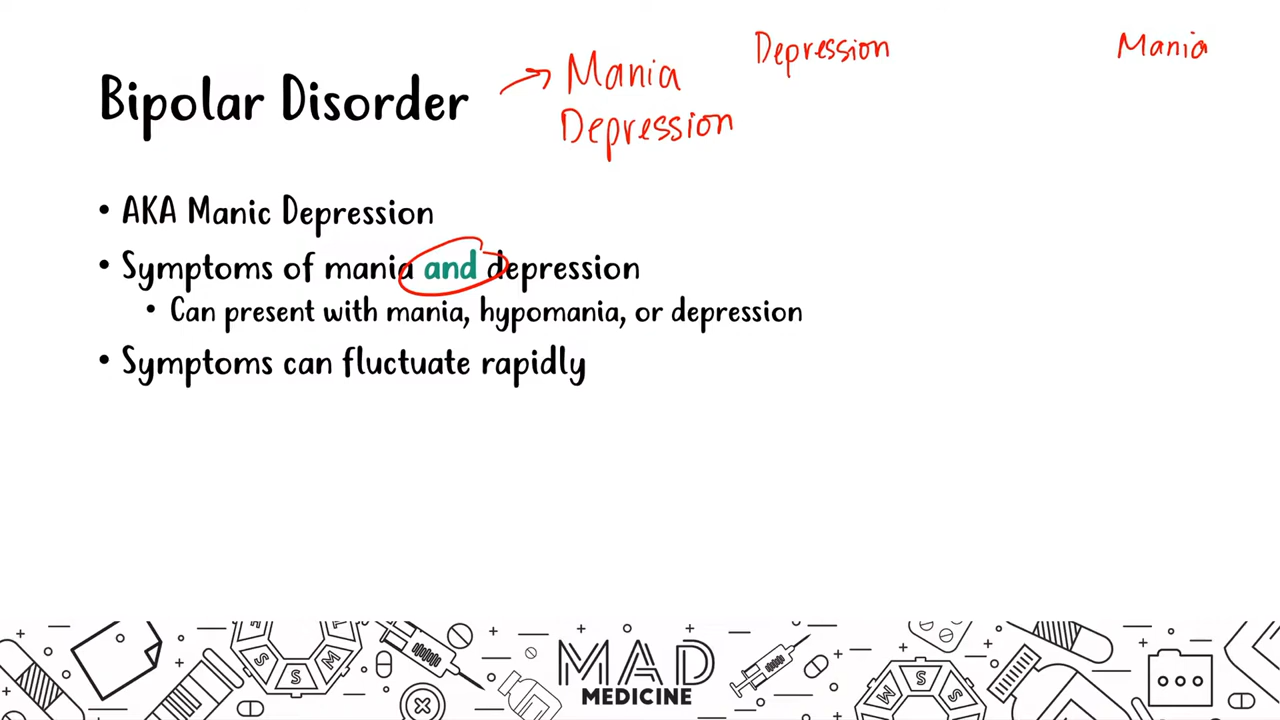 Depression
Mania
Bipolar Disorder
Mania
Depression
• AKA Manic Depression
• Symptoms of mania and depression
• Can present with mania, hypomania, or depression
• Symptoms can fluctuate rapidly
S
S
M
M
S
S
MAD
MEDICINE